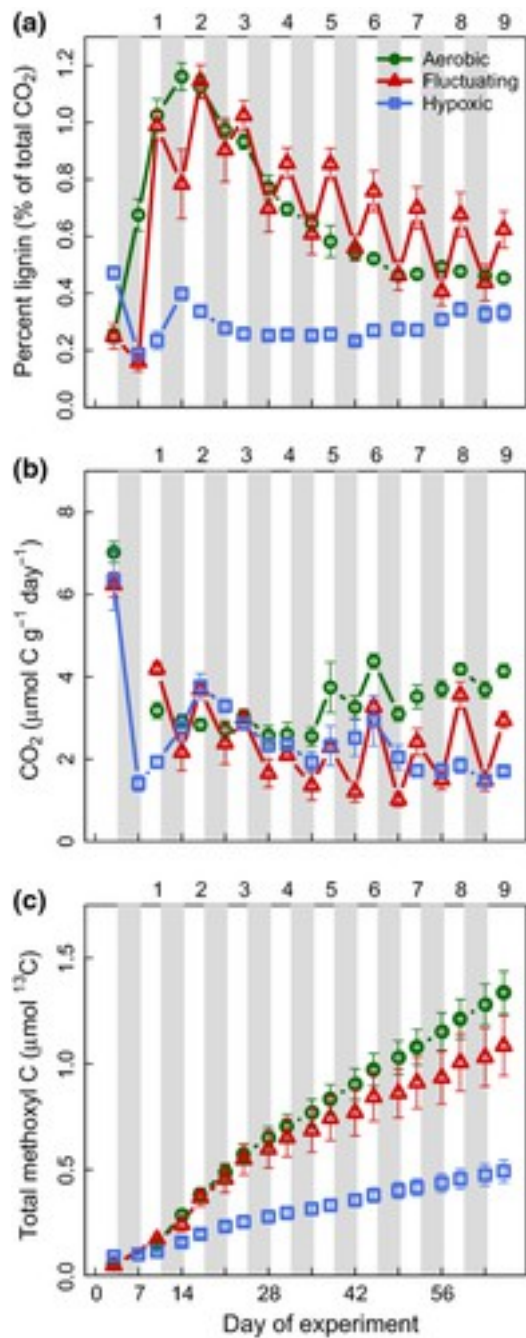 (a) 1 2 3 4 5 6 7 8 9
Aerobic
Fluctuating
Hypoxic
Percent lignin (% of total CO₂)
1.2
1.0
0.8
0.6
0.4
0.2
0.0
(b) 1 2 3 4 5 6 7 8 9
CO₂ (μmol C g⁻¹ day⁻¹)
8
6
4
2
0
(c) 1 2 3 4 5 6 7 8 9
Total methoxyl C (μmol ¹³C)
1.5
1.0
0.5
0.0
0 7 14 28 42 56
Day of experiment